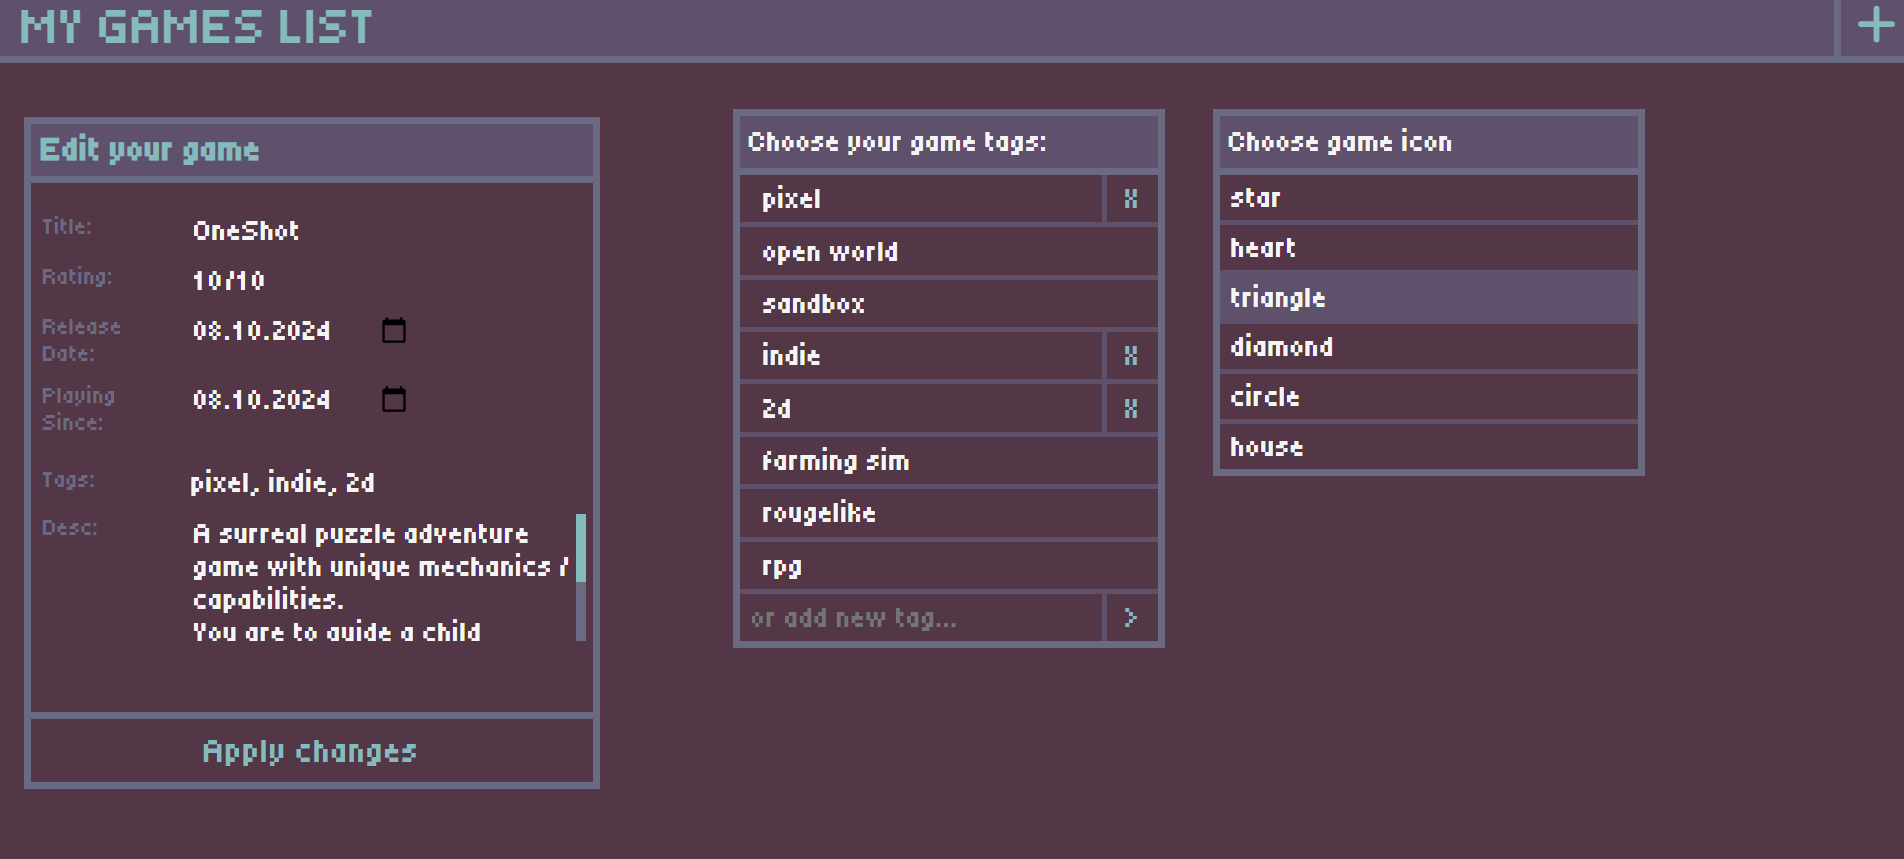 MY GAMES LIST
+
Edit your game
Title:
OneShot
Rating:
10/10
Release
Date:
08.10.2024
Playing
Since:
08.10.2024
Tags:
pixel, indie, 2d
Desc:
A surreal puzzle adventure
game with unique mechanics /
capabilities.
You are to guide a child
Apply changes
Choose your game tags:
pixel X
open world
sandbox
indie X
2d X
farming sim
rougelike
rpg
or add new tag... >
Choose game icon
star
heart
triangle
diamond
circle
house